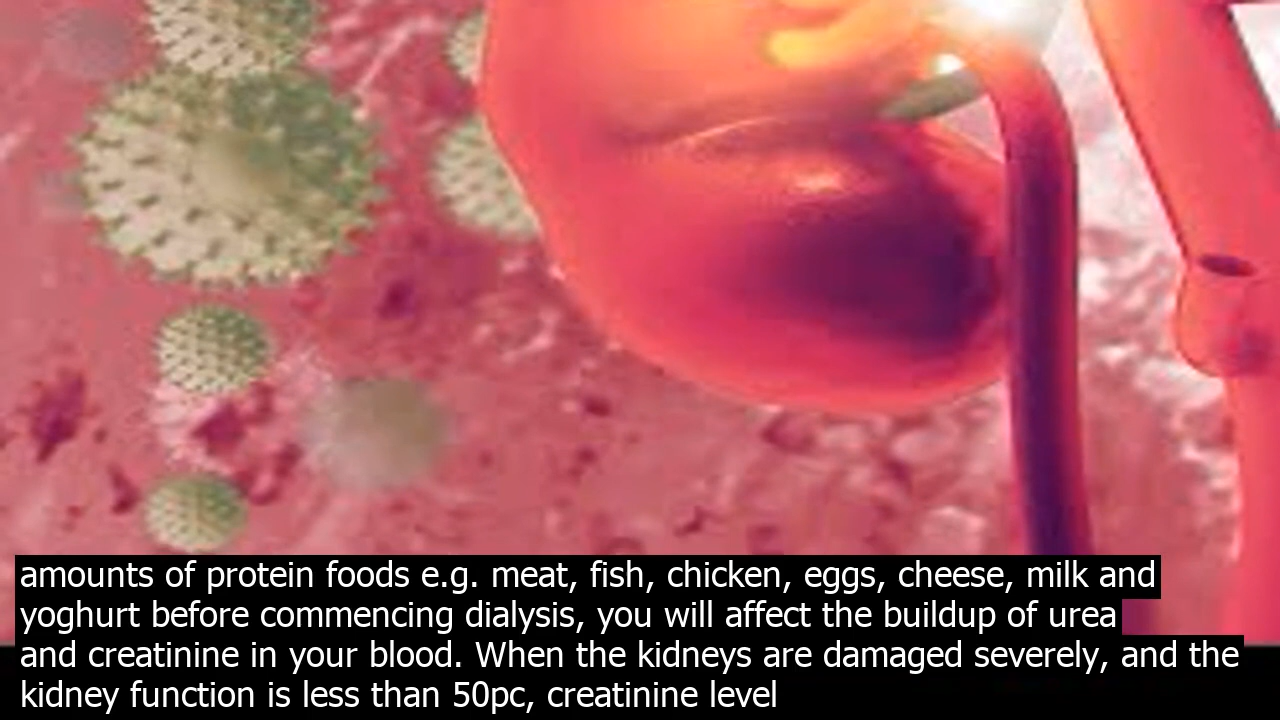 amounts of protein foods e.g. meat, fish, chicken, eggs, cheese, milk and
yoghurt before commencing dialysis, you will affect the buildup of urea
and creatinine in your blood. When the kidneys are damaged severely, and the
kidney function is less than 50pc, creatinine level